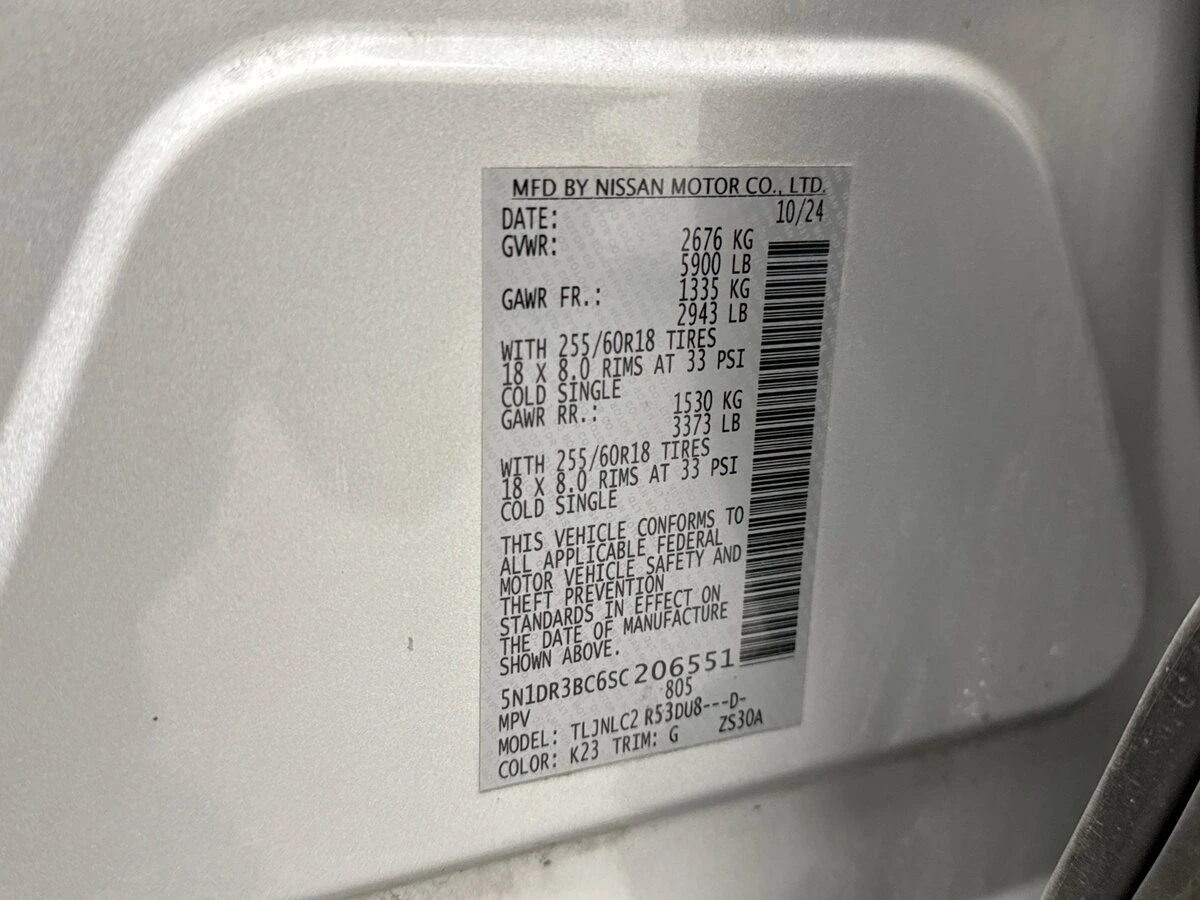 MFD BY NISSAN MOTOR CO., LTD.
DATE: 10/24
GVWR: 2676 KG
5900 LB
GAWR FR.: 1335 KG
2943 LB
WITH 255/60R18 TIRES
18 X 8.0 RIMS AT 33 PSI
COLD SINGLE
GAWR RR.: 1530 KG
3373 LB
WITH 255/60R18 TIRES
18 X 8.0 RIMS AT 33 PSI
COLD SINGLE
THIS VEHICLE CONFORMS TO
ALL APPLICABLE FEDERAL
MOTOR VEHICLE SAFETY AND
THEFT PREVENTION
STANDARDS IN EFFECT ON
THE DATE OF MANUFACTURE
SHOWN ABOVE.
5N1DR3BC6SC206551
MPV 805
MODEL: TLJNLC2 R53DU8---D-
COLOR: K23 TRIM: G ZS30A